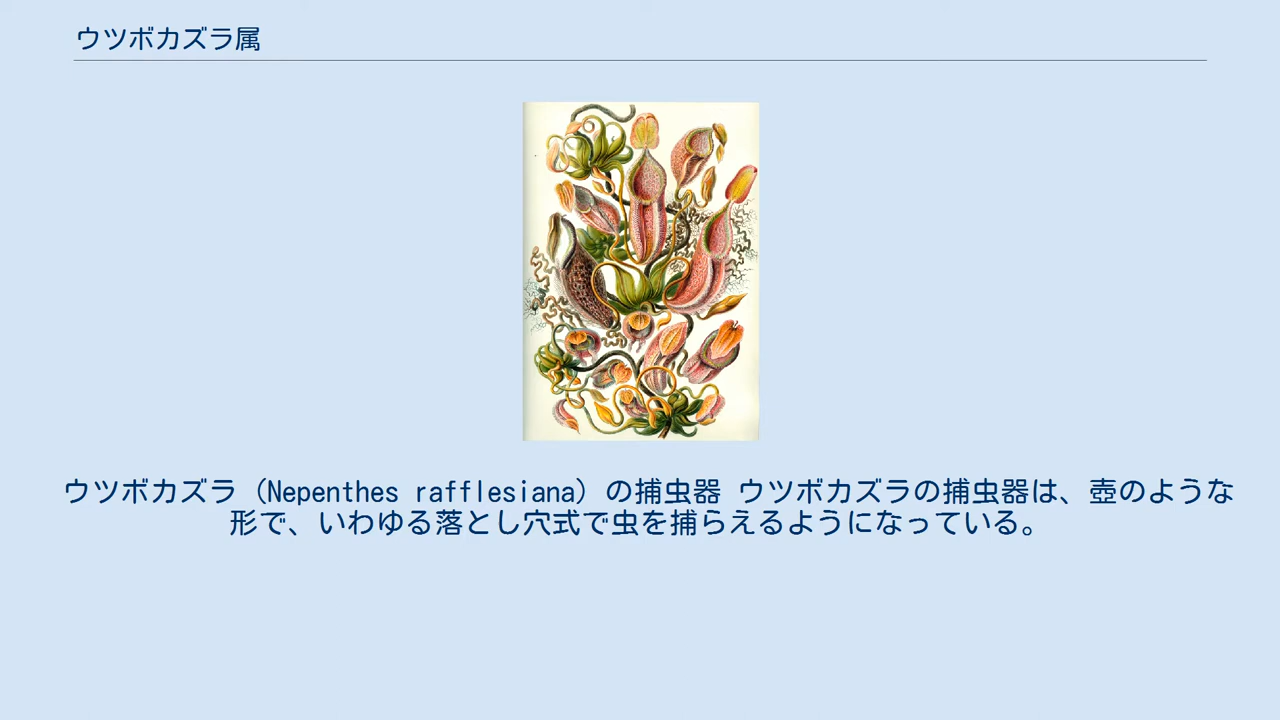 ウツボカズラ属
ウツボカズラ（Nepenthes rafflesiana）の捕虫器 ウツボカズラの捕虫器は、壺のような
形で、いわゆる落とし穴式で虫を捕らえるようになっている。